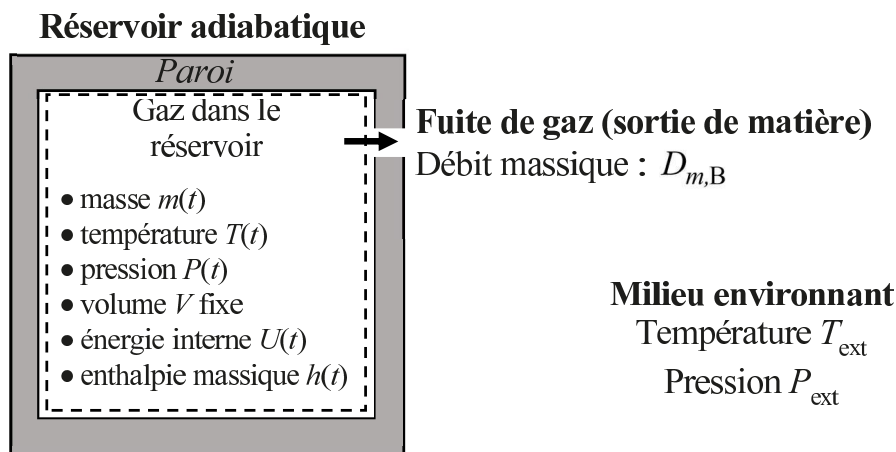 Réservoir adiabatique
Paroi
Gaz dans le
réservoir
• masse m(t)
• température T(t)
• pression P(t)
• volume V fixe
• énergie interne U(t)
• enthalpie massique h(t)
Fuite de gaz (sortie de matière)
Débit massique : D_m,B
Milieu environnant
Température T_ext
Pression P_ext